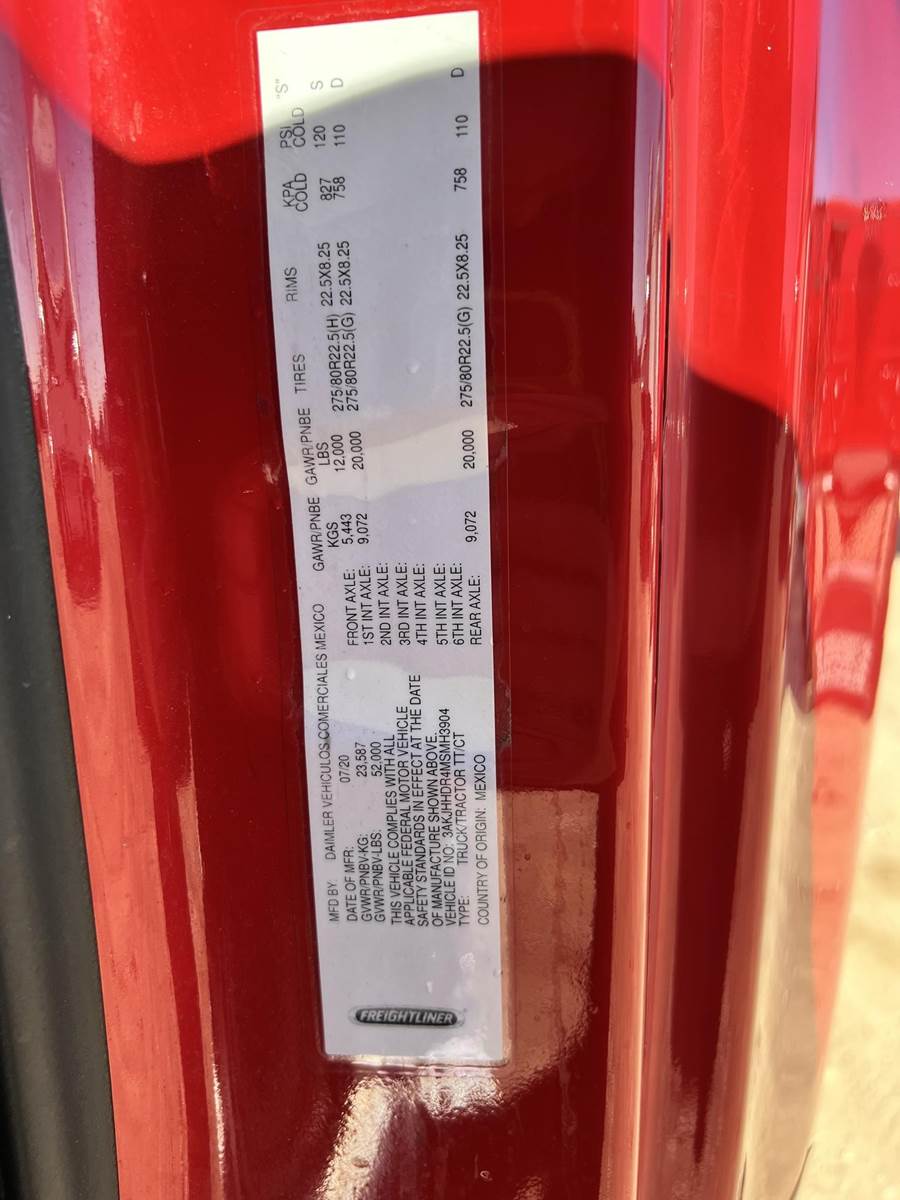 FREIGHTLINER
MFD BY: DAIMLER VEHICULOS COMERCIALES MEXICO
DATE OF MFR: 07/20
GVWR/PNBV-KG: 23,587
GVWR/PNBV-LBS: 52,000
THIS VEHICLE COMPLIES WITH ALL
APPLICABLE FEDERAL MOTOR VEHICLE
SAFETY STANDARDS IN EFFECT AT THE DATE
OF MANUFACTURE SHOWN ABOVE.
VEHICLE ID NO: 3AKJHHDR4MSMH3904
TYPE: TRUCK/TRACTOR TT/CT
COUNTRY OF ORIGIN: MEXICO
GAWR/PNBE GAWR/PNBE TIRES RIMS KPA PSI "S"
KGS LBS COLD COLD
FRONT AXLE: 5,443 12,000 275/80R22.5(H) 22.5X8.25 827 120 S
1ST INT AXLE: 9,072 20,000 275/80R22.5(G) 22.5X8.25 758 110 D
2ND INT AXLE:
3RD INT AXLE:
4TH INT AXLE:
5TH INT AXLE:
6TH INT AXLE:
REAR AXLE: 9,072 20,000 275/80R22.5(G) 22.5X8.25 758 110 D